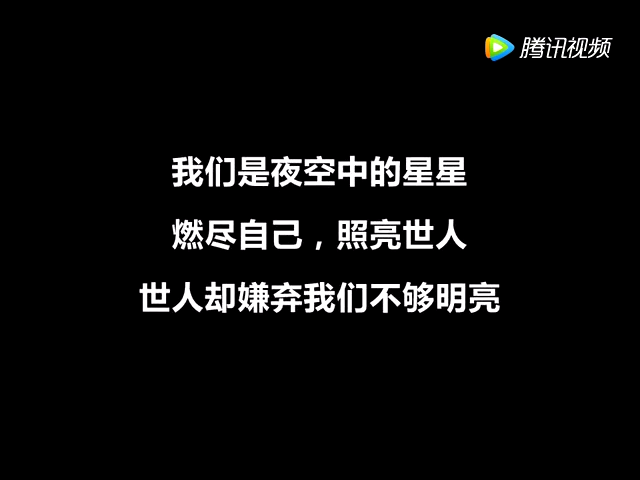 腾讯视频
我们是夜空中的星星
燃尽自己，照亮世人
世人却嫌弃我们不够明亮